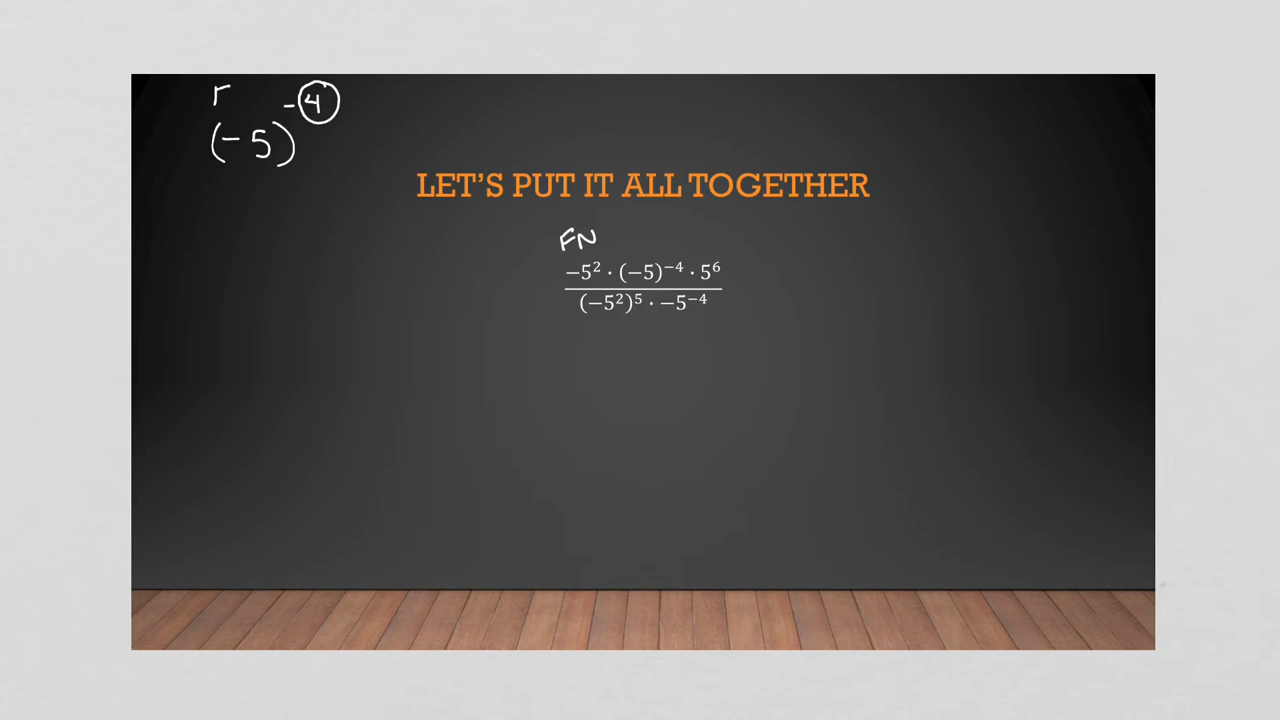 r
(-5)⁻⁴
LET'S PUT IT ALL TOGETHER
FN
−5² · (−5)⁻⁴ · 5⁶
(−5²)⁵ · −5⁻⁴